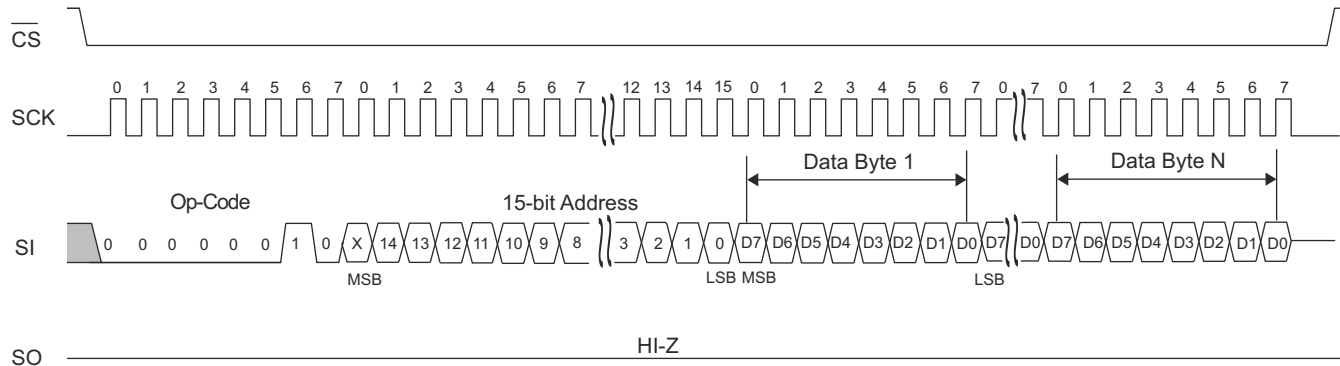 CS
0 1 2 3 4 5 6 7 0 1 2 3 4 5 6 7 12 13 14 15 0 1 2 3 4 5 6 7 0 7 0 1 2 3 4 5 6 7
SCK
Data Byte 1 Data Byte N
Op-Code 15-bit Address
SI 0 0 0 0 0 0 1 0 X 14 13 12 11 10 9 8 3 2 1 0 D7 D6 D5 D4 D3 D2 D1 D0 D7 D0 D7 D6 D5 D4 D3 D2 D1 D0
MSB LSB MSB LSB
HI-Z
SO